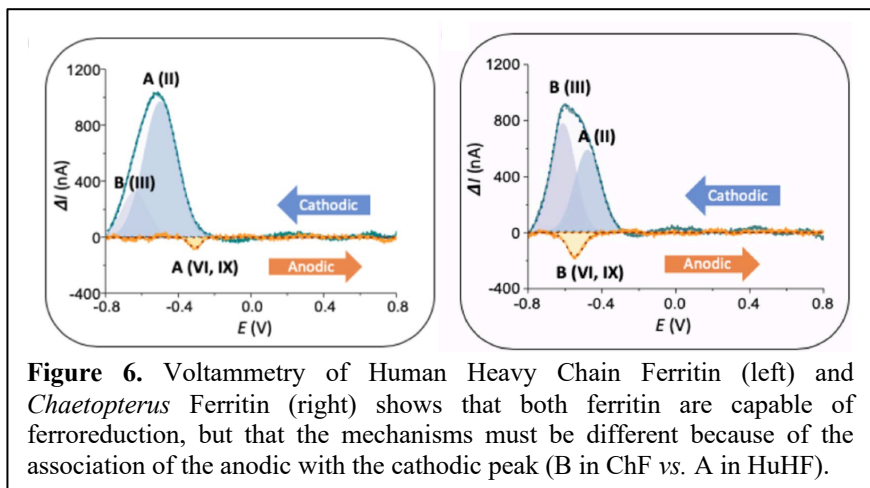 1200
A (II)
800
B (III)
400
Cathodic
0
A (VI, IX)
Anodic
-400
-0.8 -0.4 0.0 0.4 0.8
ΔI (nA)
E (V)
1200
B (III)
A (II)
800
400
Cathodic
0
B (VI, IX)
Anodic
-400
-0.8 -0.4 0.0 0.4 0.8
ΔI (nA)
E (V)
Figure 6. Voltammetry of Human Heavy Chain Ferritin (left) and
Chaetopterus Ferritin (right) shows that both ferritin are capable of
ferroreduction, but that the mechanisms must be different because of the
association of the anodic with the cathodic peak (B in ChF vs. A in HuHF).